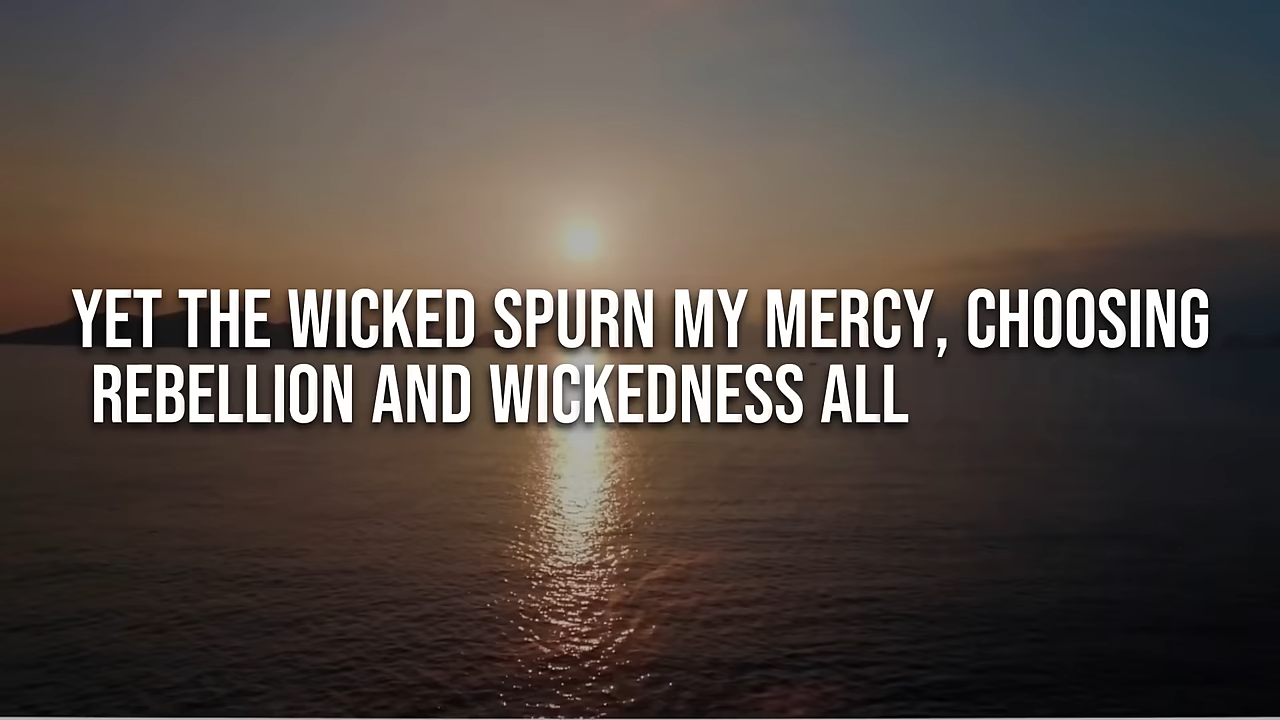 YET THE WICKED SPURN MY MERCY, CHOOSING
REBELLION AND WICKEDNESS ALL